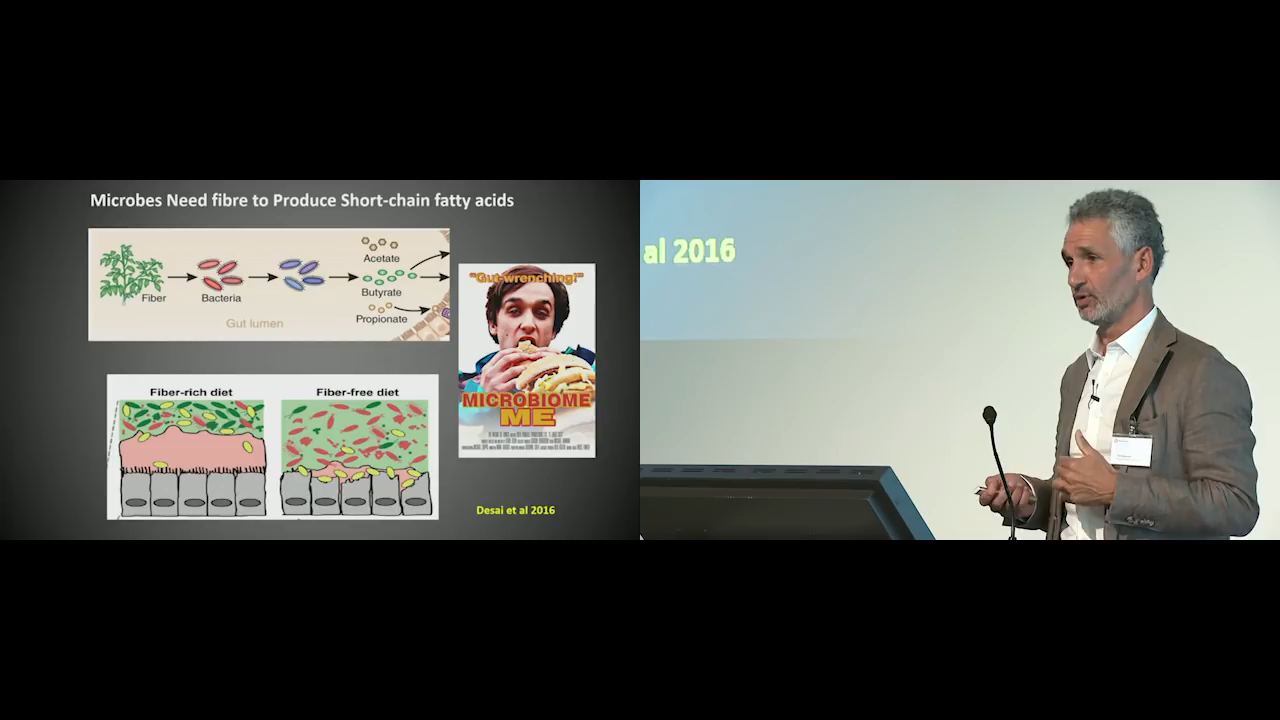 Microbes Need fibre to Produce Short-chain fatty acids
Acetate
Fiber
Bacteria
Butyrate
Propionate
Gut lumen
"Gut-wrenching!"
MICROBIOME
ME
Fiber-rich diet
Fiber-free diet
Desai et al 2016
al 2016